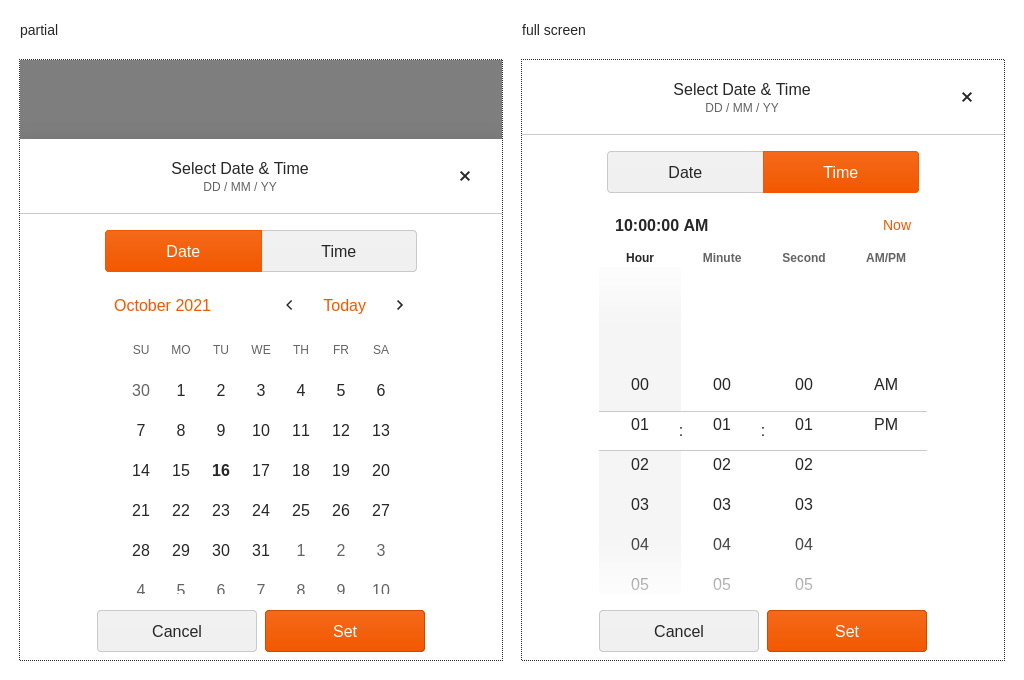 partial
Select Date & Time
DD / MM / YY
×
Date Time
October 2021 Today
SU MO TU WE TH FR SA
30 1 2 3 4 5 6
7 8 9 10 11 12 13
14 15 16 17 18 19 20
21 22 23 24 25 26 27
28 29 30 31 1 2 3
4 5 6 7 8 9 10
Cancel Set
full screen
Select Date & Time
DD / MM / YY
×
Date Time
10:00:00 AM Now
Hour Minute Second AM/PM
00 00 00 AM
01 : 01 : 01 PM
02 02 02
03 03 03
04 04 04
05 05 05
Cancel Set